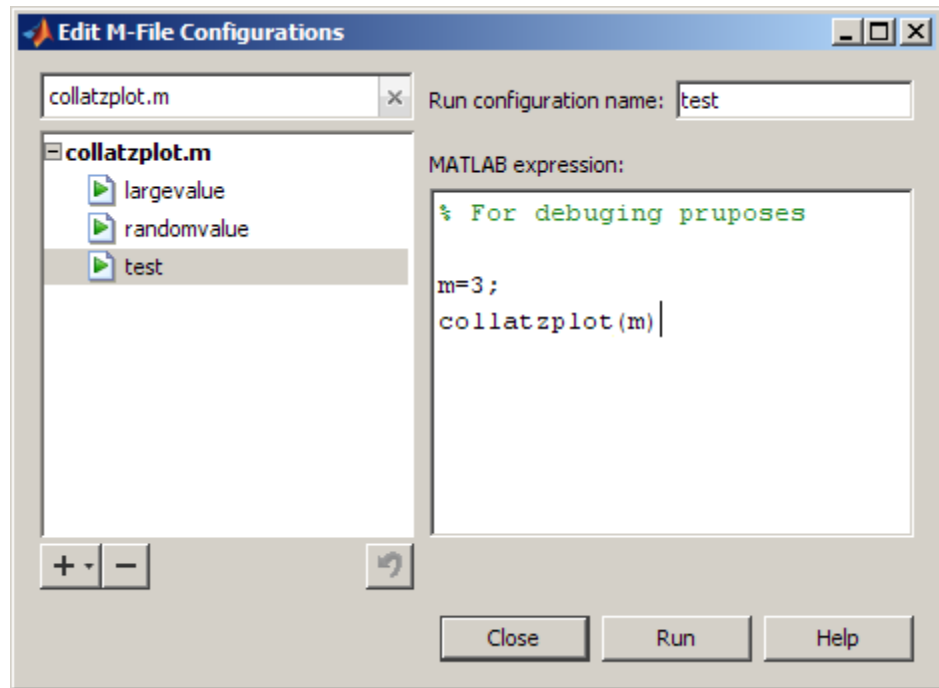 Edit M-File Configurations
collatzplot.m
Run configuration name: test
collatzplot.m
largevalue
randomvalue
test
MATLAB expression:
% For debuging pruposes
m=3;
collatzplot(m)
Close Run Help